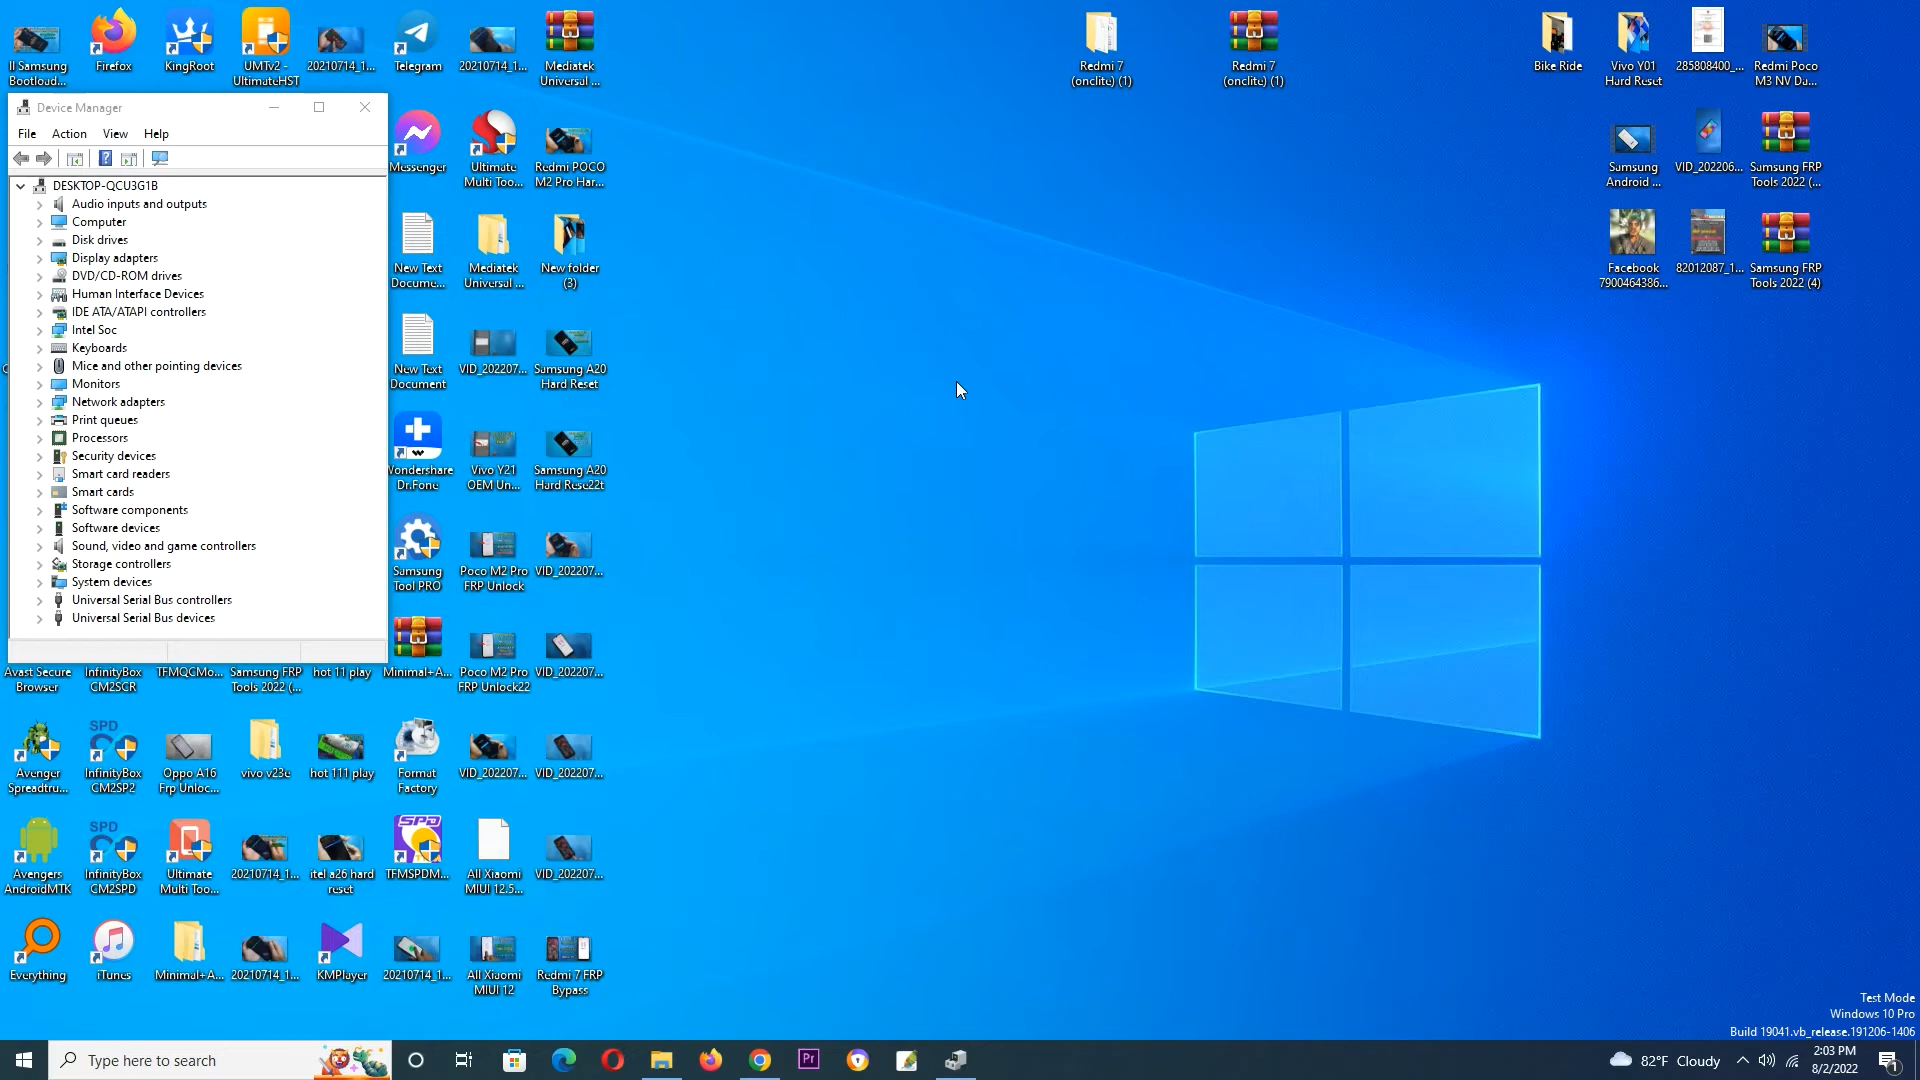 Il Samsung
Bootload...
Firefox
KingRoot
UMTv2 -
UltimateHST
20210714_1...
Telegram
20210714_1...
Mediatek
Universal ...
Redmi 7
(onclite) (1)
Redmi 7
(onclite) (1)
Bike Ride
Vivo Y01
Hard Reset
285808400_...
Redmi Poco
M3 NV Da...
Device Manager
File
Action
View
Help
DESKTOP-QCU3G1B
Audio inputs and outputs
Computer
Disk drives
Display adapters
DVD/CD-ROM drives
Human Interface Devices
IDE ATA/ATAPI controllers
Intel Soc
Keyboards
Mice and other pointing devices
Monitors
Network adapters
Print queues
Processors
Security devices
Smart card readers
Smart cards
Software components
Software devices
Sound, video and game controllers
Storage controllers
System devices
Universal Serial Bus controllers
Universal Serial Bus devices
Messenger
Ultimate
Multi Too...
Redmi POCO
M2 Pro Har...
Samsung
Android ...
VID_202206...
Samsung FRP
Tools 2022 (...
New Text
Docume...
Mediatek
Universal ...
New folder
(3)
Facebook
7900464386...
82012087_1...
Samsung FRP
Tools 2022 (4)
New Text
Document
VID_202207...
Samsung A20
Hard Reset
Wondershare
Dr.Fone
Vivo Y21
OEM Un...
Samsung A20
Hard Rese22t
Samsung
Tool PRO
Poco M2 Pro
FRP Unlock
VID_202207...
Avast Secure
Browser
InfinityBox
CM2SCR
TFMQCMo...
Samsung FRP
Tools 2022 (...
hot 11 play
Minimal+A...
Poco M2 Pro
FRP Unlock22
VID_202207...
Avenger
Spreadtru...
SPD
InfinityBox
CM2SP2
Oppo A16
Frp Unloc...
vivo v23e
hot 111 play
Format
Factory
VID_202207...
VID_202207...
Avengers
AndroidMTK
SPD
InfinityBox
CM2SPD
Ultimate
Multi Too...
20210714_1...
itel a26 hard
reset
SPD
TFMSPDM...
All Xiaomi
MIUI 12.5...
VID_202207...
Everything
iTunes
Minimal+A...
20210714_1...
KMPlayer
20210714_1...
All Xiaomi
MIUI 12
Redmi 7 FRP
Bypass
Test Mode
Windows 10 Pro
Build 19041.vb_release.191206-1406
Type here to search
Pr
82°F Cloudy
2:03 PM
8/2/2022
1